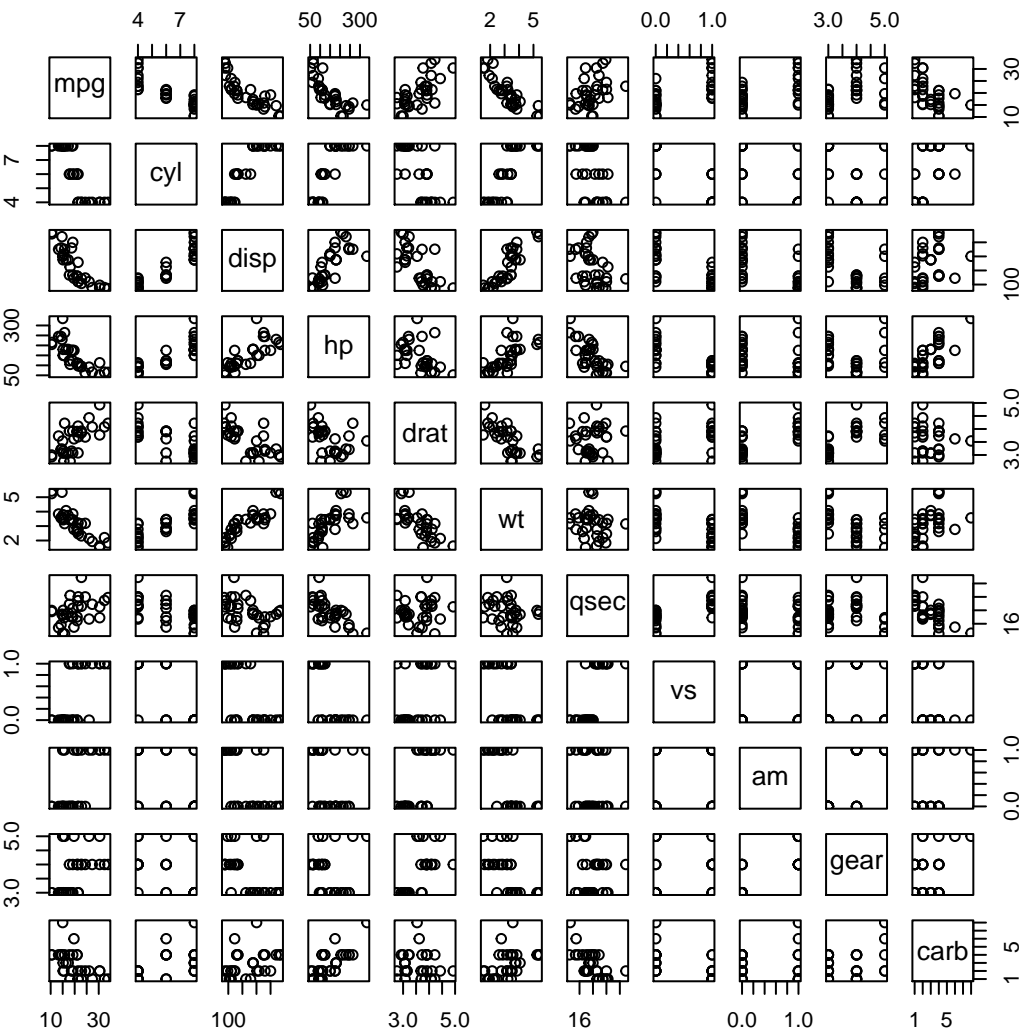 4 7 50 300 2 5 0.0 1.0 3.0 5.0
mpg 10 30
4 7 cyl
disp 100
50 300 hp
drat 3.0 5.0
2 5 wt
qsec 16
0.0 1.0 vs
am 0.0 1.0
3.0 5.0 gear
carb 1 5
10 30 100 3.0 5.0 16 0.0 1.0 1 5